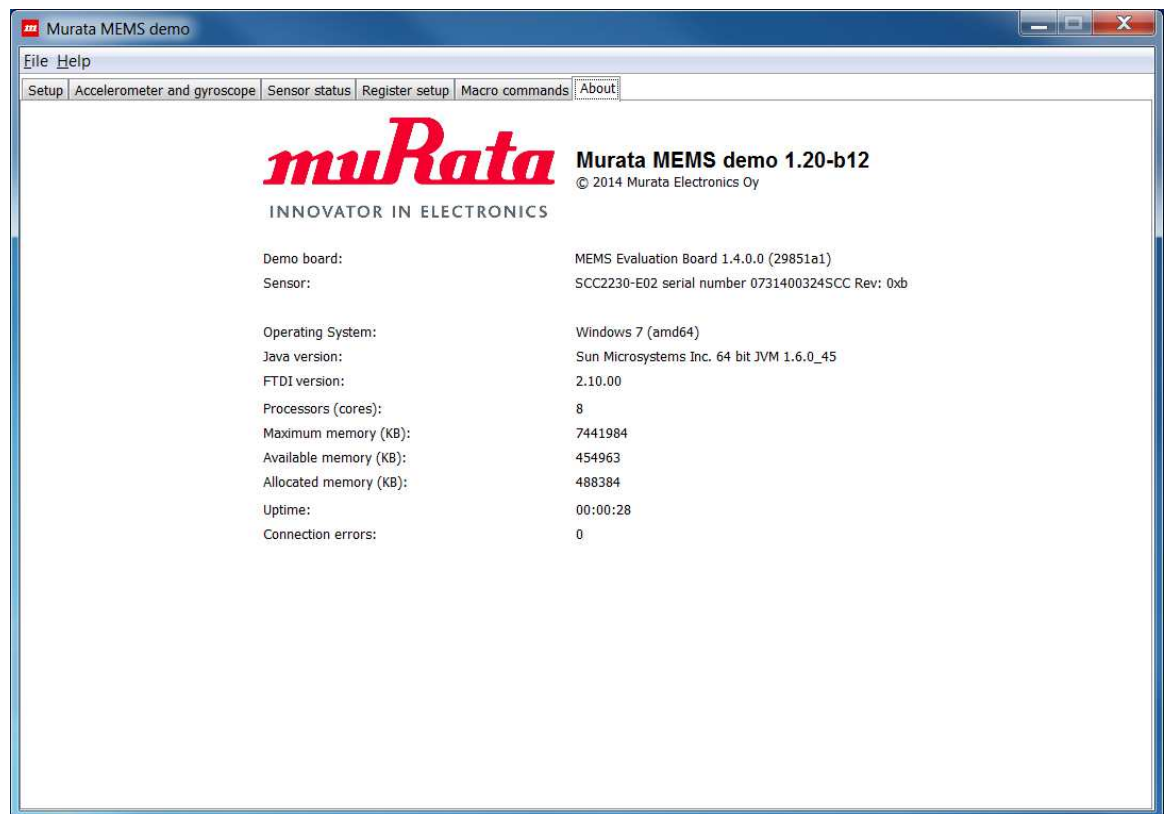 m Murata MEMS demo
File Help
Setup Accelerometer and gyroscope Sensor status Register setup Macro commands About
muRata
INNOVATOR IN ELECTRONICS
Murata MEMS demo 1.20-b12
© 2014 Murata Electronics Oy
Demo board: MEMS Evaluation Board 1.4.0.0 (29851a1)
Sensor: SCC2230-E02 serial number 0731400324SCC Rev: 0xb
Operating System: Windows 7 (amd64)
Java version: Sun Microsystems Inc. 64 bit JVM 1.6.0_45
FTDI version: 2.10.00
Processors (cores): 8
Maximum memory (KB): 7441984
Available memory (KB): 454963
Allocated memory (KB): 488384
Uptime: 00:00:28
Connection errors: 0